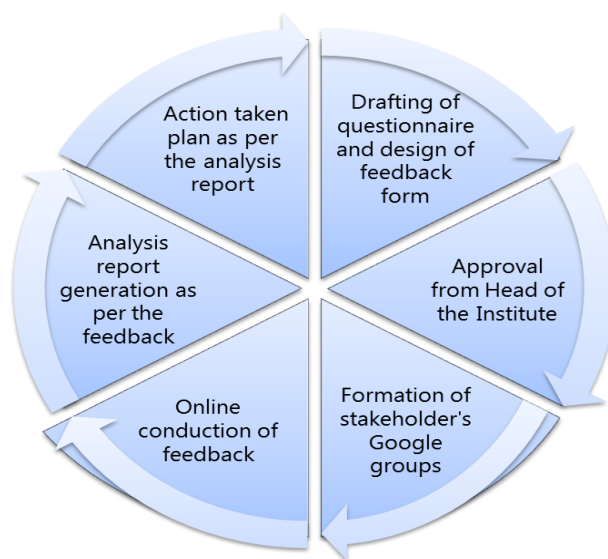 Drafting of
questionnaire
and design of
feedback
form
Approval
from Head of
the Institute
Formation of
stakeholder's
Google
groups
Online
conduction of
feedback
Analysis
report
generation as
per the
feedback
Action taken
plan as per
the analysis
report